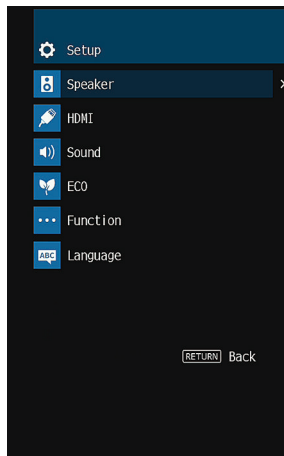 Setup
Speaker
HDMI
Sound
ECO
Function
ABC Language
RETURN Back